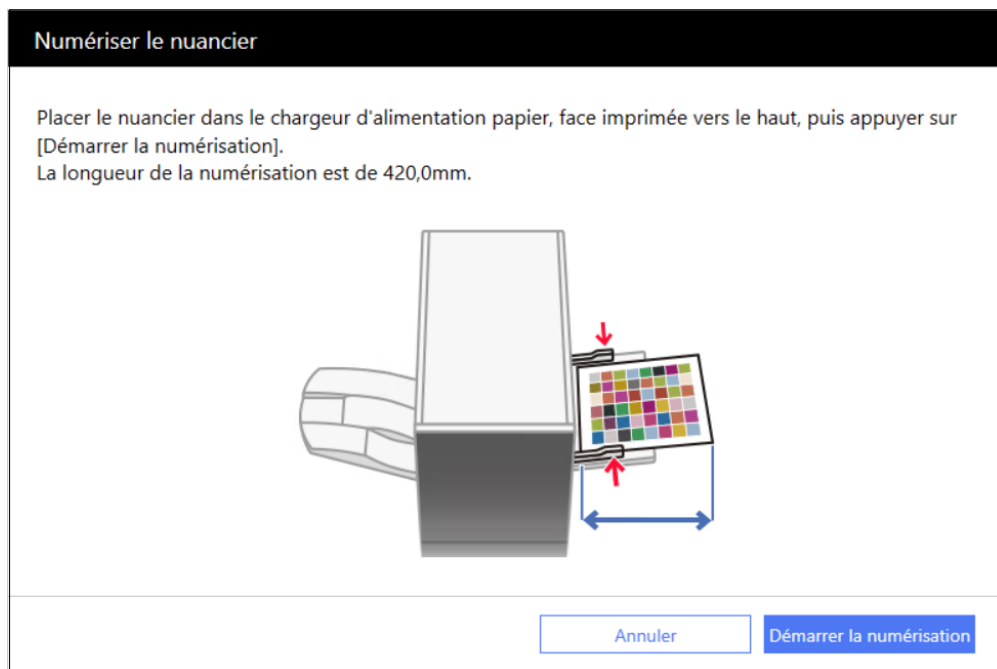 Numériser le nuancier
Placer le nuancier dans le chargeur d'alimentation papier, face imprimée vers le haut, puis appuyer sur
[Démarrer la numérisation].
La longueur de la numérisation est de 420,0mm.
Annuler
Démarrer la numérisation